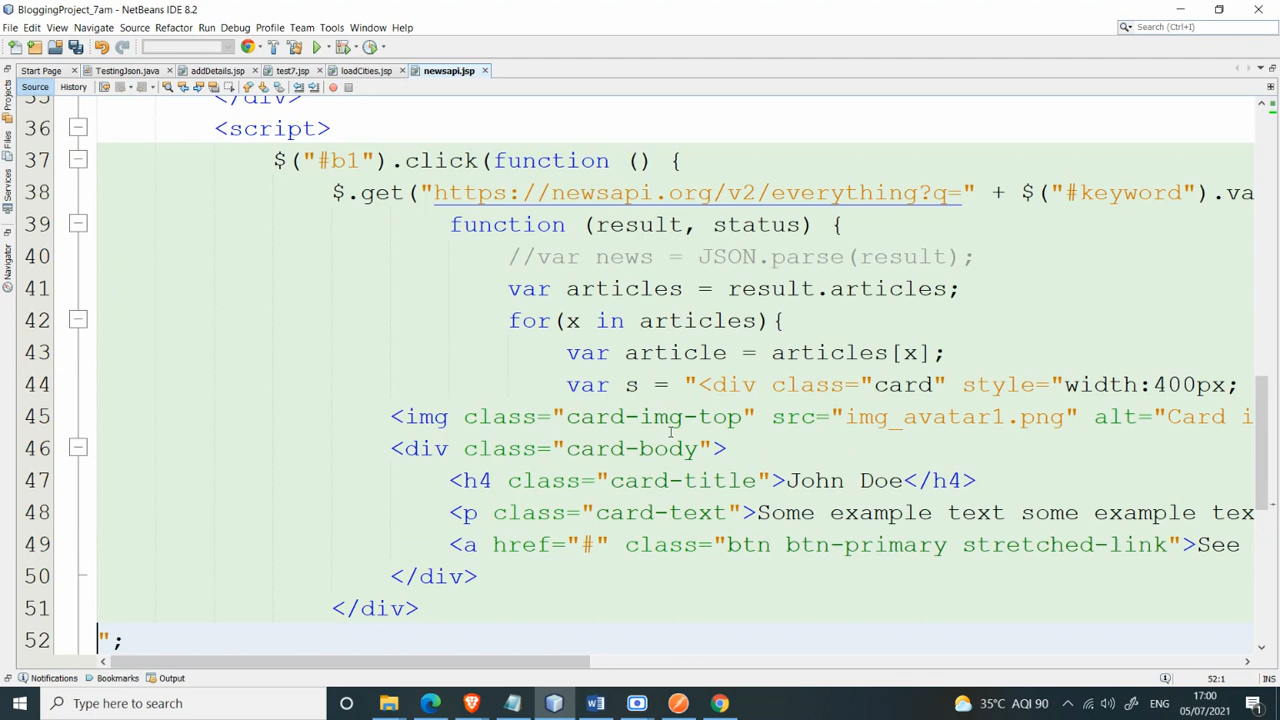 BloggingProject_7am - NetBeans IDE 8.2
File Edit View Navigate Source Refactor Run Debug Profile Team Tools Window Help
Search (Ctrl+I)
Start Page TestingJson.java addDetails.jsp test7.jsp loadCities.jsp newsapi.jsp
Source History
Projects
Files
Services
Navigator
35 </div>
36 <script>
37 $("#b1").click(function () {
38 $.get("https://newsapi.org/v2/everything?q=" + $("#keyword").va
39 function (result, status) {
40 //var news = JSON.parse(result);
41 var articles = result.articles;
42 for(x in articles){
43 var article = articles[x];
44 var s = "<div class="card" style="width:400px;
45 <img class="card-img-top" src="img_avatar1.png" alt="Card i
46 <div class="card-body">
47 <h4 class="card-title">John Doe</h4>
48 <p class="card-text">Some example text some example tex
49 <a href="#" class="btn btn-primary stretched-link">See
50 </div>
51 </div>
52 ";
Notifications Bookmarks Output
52:1 INS
Type here to search
35°C AQI 90
ENG
17:00
05/07/2021
1